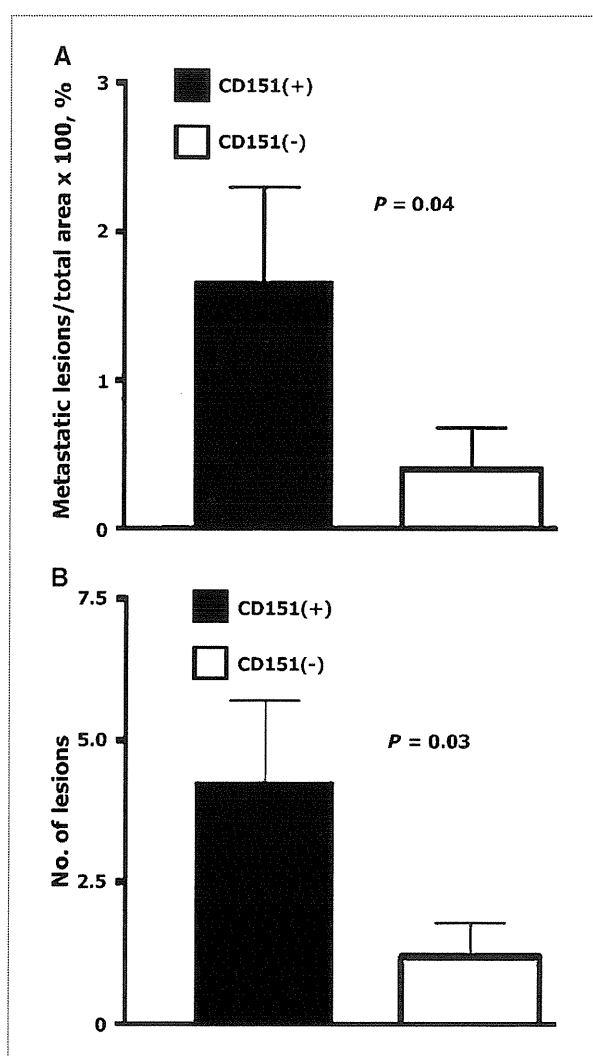 A
Metastatic lesions/total area x 100, %
3
2
1
0
CD151(+)
CD151(-)
P = 0.04
B
No. of lesions
7.5
5.0
2.5
0
CD151(+)
CD151(-)
P = 0.03